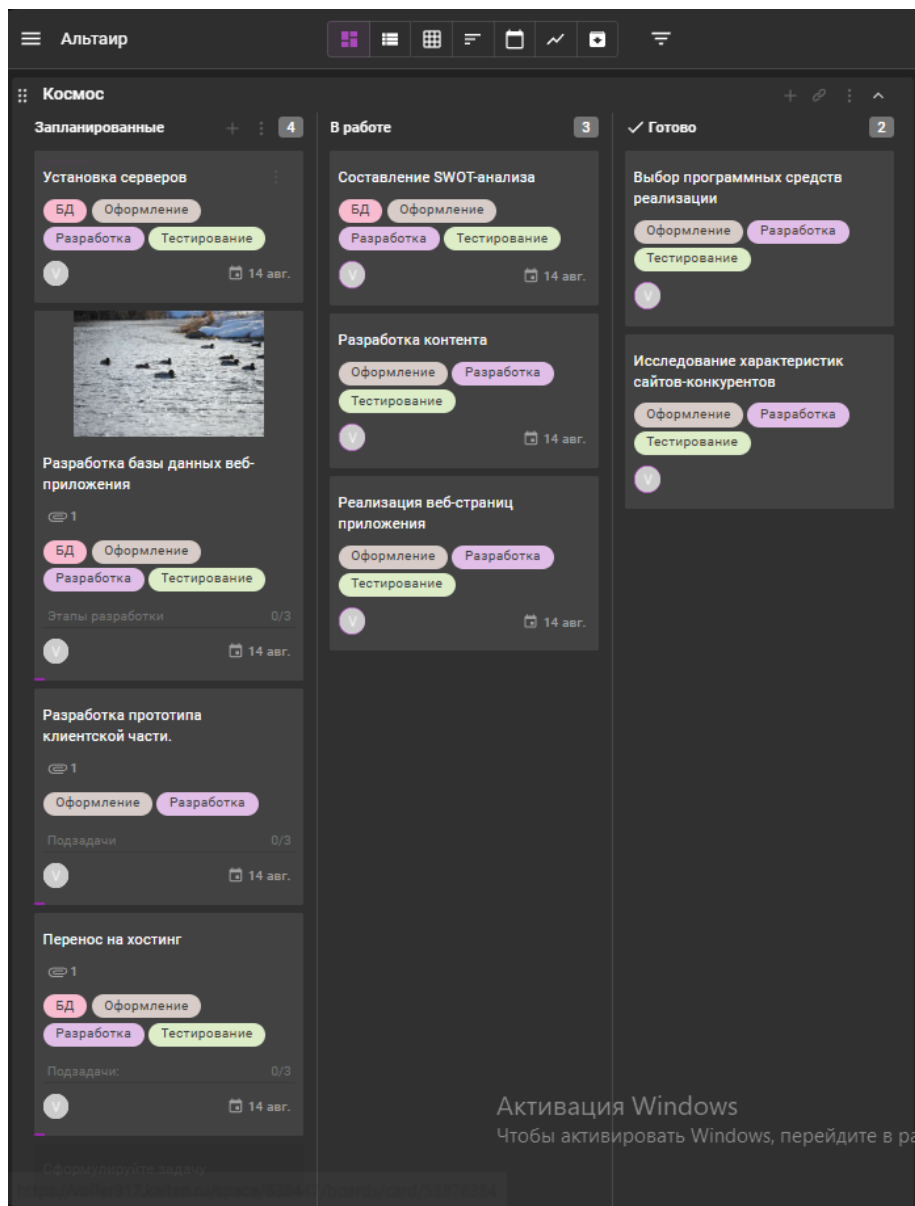 Альтаир
Космос
Запланированные 4
Установка серверов
БД Оформление
Разработка Тестирование
V 14 авг.
Разработка базы данных веб-
приложения
1
БД Оформление
Разработка Тестирование
Этапы разработки 0/3
V 14 авг.
Разработка прототипа
клиентской части.
1
Оформление Разработка
Подзадачи 0/3
V 14 авг.
Перенос на хостинг
1
БД Оформление
Разработка Тестирование
Подзадачи: 0/3
V 14 авг.
Сформулируйте задачу
В работе 3
Составление SWOT-анализа
БД Оформление
Разработка Тестирование
V 14 авг.
Разработка контента
Оформление Разработка
Тестирование
V 14 авг.
Реализация веб-страниц
приложения
Оформление Разработка
Тестирование
V 14 авг.
Готово 2
Выбор программных средств
реализации
Оформление Разработка
Тестирование
V
Исследование характеристик
сайтов-конкурентов
Оформление Разработка
Тестирование
V
Активация Windows
Чтобы активировать Windows, перейдите в